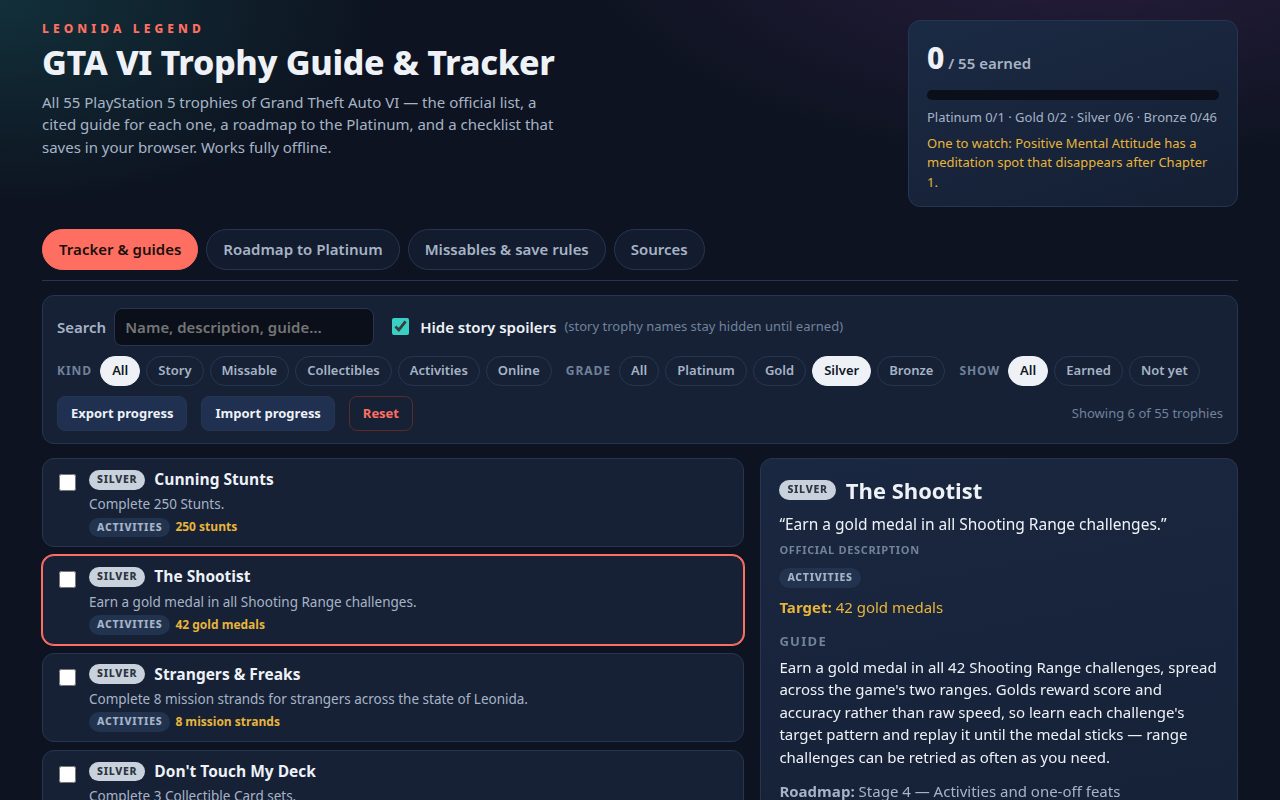 LEONIDA LEGEND
GTA VI Trophy Guide & Tracker
All 55 PlayStation 5 trophies of Grand Theft Auto VI — the official list, a
cited guide for each one, a roadmap to the Platinum, and a checklist that
saves in your browser. Works fully offline.
0 / 55 earned
Platinum 0/1 · Gold 0/2 · Silver 0/6 · Bronze 0/46
One to watch: Positive Mental Attitude has a
meditation spot that disappears after Chapter
1.
Tracker & guides
Roadmap to Platinum
Missables & save rules
Sources
Search
Name, description, guide...
Hide story spoilers (story trophy names stay hidden until earned)
KIND All Story Missable Collectibles Activities Online GRADE All Platinum Gold Silver Bronze SHOW All Earned Not yet
Export progress Import progress Reset
Showing 6 of 55 trophies
SILVER Cunning Stunts
Complete 250 Stunts.
ACTIVITIES 250 stunts
SILVER The Shootist
Earn a gold medal in all Shooting Range challenges.
ACTIVITIES 42 gold medals
SILVER Strangers & Freaks
Complete 8 mission strands for strangers across the state of Leonida.
ACTIVITIES 8 mission strands
SILVER Don't Touch My Deck
Complete 3 Collectible Card sets.
SILVER The Shootist
“Earn a gold medal in all Shooting Range challenges.”
OFFICIAL DESCRIPTION
ACTIVITIES
Target: 42 gold medals
GUIDE
Earn a gold medal in all 42 Shooting Range challenges, spread
across the game's two ranges. Golds reward score and
accuracy rather than raw speed, so learn each challenge's
target pattern and replay it until the medal sticks — range
challenges can be retried as often as you need.
Roadmap: Stage 4 — Activities and one-off feats